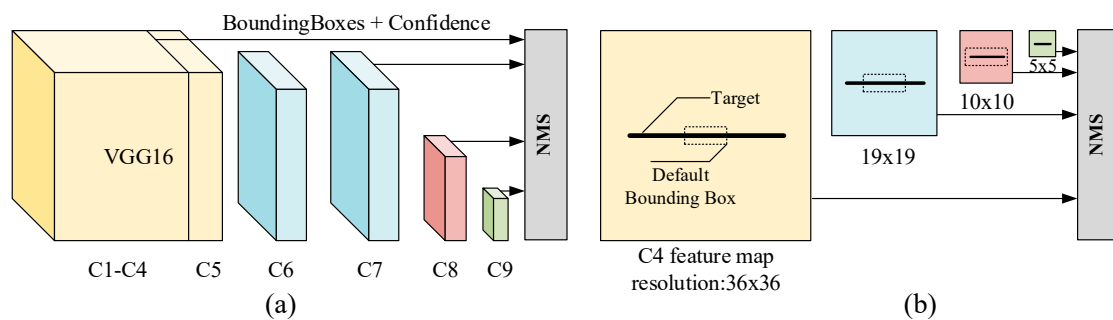 BoundingBoxes + Confidence
VGG16
NMS
C1-C4
C5
C6
C7
C8
C9
(a)
Target
Default
Bounding Box
C4 feature map
resolution:36x36
19x19
10x10
5x5
NMS
(b)